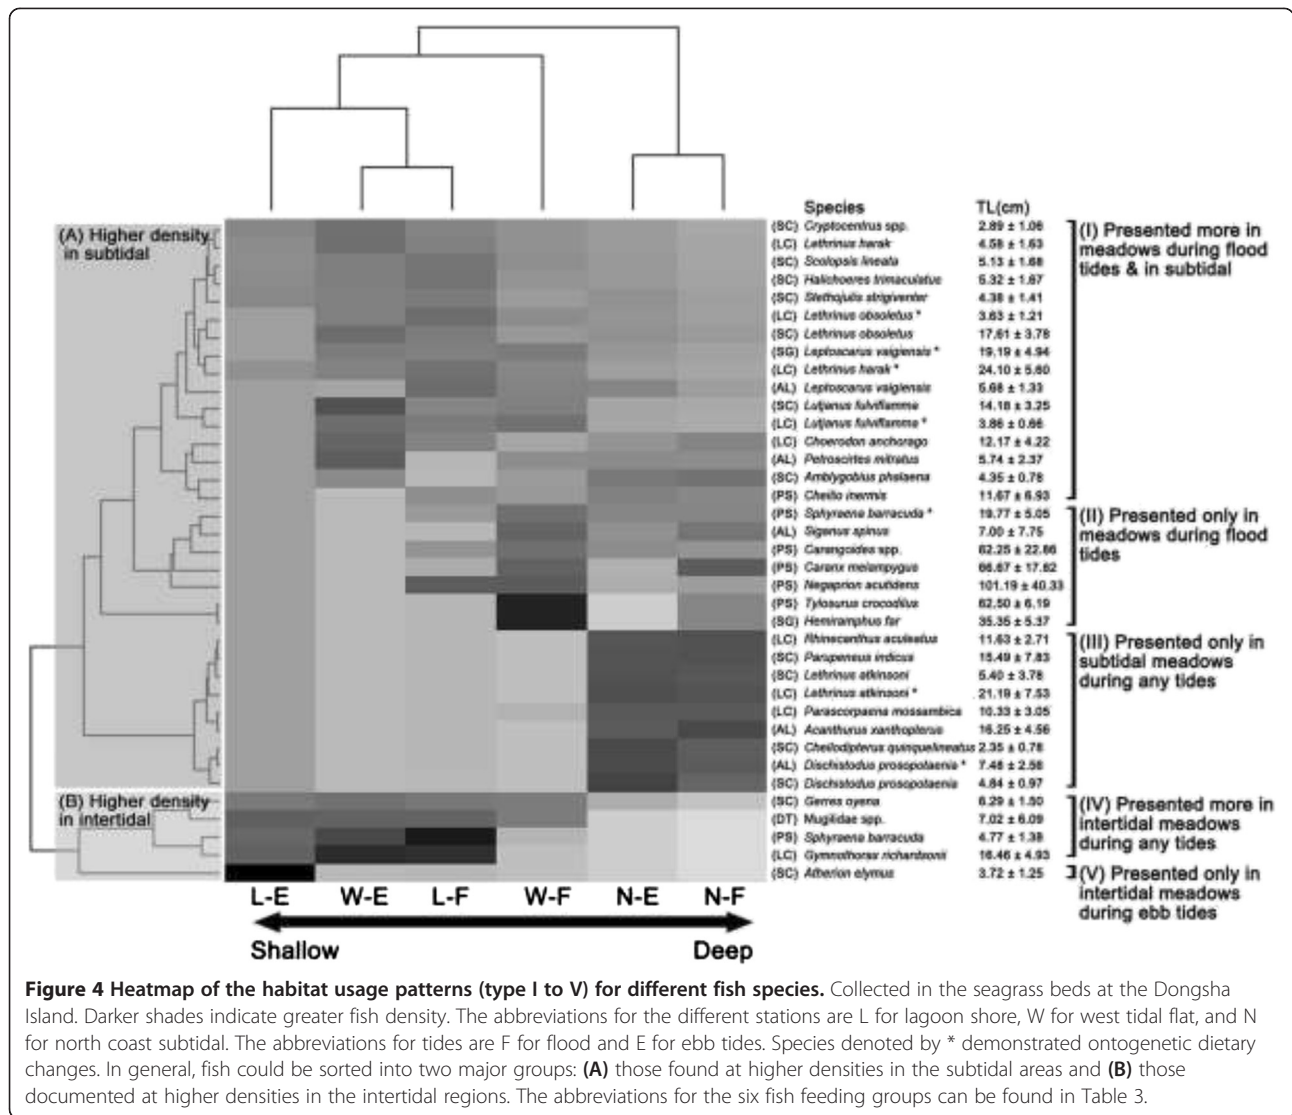 Species TL(cm)
(A) Higher density
in subtidal
(SC) Cryptocentrus spp. 2.89 ± 1.06
(LC) Lethrinus harak 4.58 ± 1.63
(SC) Scolopsis lineata 5.13 ± 1.68
(SC) Halichoeres trimaculatus 5.32 ± 1.67
(SC) Stethojulis strigiventer 4.38 ± 1.41
(LC) Lethrinus obsoletus * 3.63 ± 1.21
(SC) Lethrinus obsoletus 17.61 ± 3.78
(SG) Leptoscarus vaigiensis * 19.19 ± 4.94
(LC) Lethrinus harak * 24.10 ± 5.60
(AL) Leptoscarus vaigiensis 5.68 ± 1.33
(SC) Lutjanus fulviflamma 14.18 ± 3.25
(LC) Lutjanus fulviflamma * 3.86 ± 0.66
(LC) Choerodon anchorago 12.17 ± 4.22
(AL) Petroscirtes mitratus 5.74 ± 2.37
(SC) Amblygobius phalaena 4.35 ± 0.78
(PS) Cheilio inermis 11.67 ± 6.93
(I) Presented more in
meadows during flood
tides & in subtidal
(PS) Sphyraena barracuda * 19.77 ± 5.05
(AL) Siganus spinus 7.00 ± 7.75
(PS) Carangoides spp. 62.25 ± 22.86
(PS) Caranx melampygus 66.67 ± 17.62
(PS) Negaprion acutidens 101.19 ± 40.33
(PS) Tylosurus crocodilus 62.50 ± 6.19
(SG) Hemiramphus far 35.35 ± 5.37
(II) Presented only in
meadows during flood
tides
(LC) Rhinecanthus aculeatus 11.63 ± 2.71
(SC) Parupeneus indicus 15.49 ± 7.83
(SC) Lethrinus atkinsoni 5.40 ± 3.78
(LC) Lethrinus atkinsoni * 21.19 ± 7.53
(LC) Parascorpaena mossambica 10.33 ± 3.05
(AL) Acanthurus xanthopterus 16.25 ± 4.56
(SC) Cheilodipterus quinquelineatus 2.35 ± 0.78
(AL) Dischistodus prosopotaenia * 7.48 ± 2.58
(SC) Dischistodus prosopotaenia 4.84 ± 0.97
(III) Presented only in
subtidal meadows
during any tides
(B) Higher density
in intertidal
(SC) Gerres oyena 6.29 ± 1.50
(DT) Mugilidae spp. 7.02 ± 6.09
(PS) Sphyraena barracuda 4.77 ± 1.38
(LC) Gymnothorax richardsonii 16.46 ± 4.93
(IV) Presented more in
intertidal meadows
during any tides
(SC) Atherion elymus 3.72 ± 1.25
(V) Presented only in
intertidal meadows
during ebb tides
L-E W-E L-F W-F N-E N-F
Shallow Deep
Figure 4 Heatmap of the habitat usage patterns (type I to V) for different fish species. Collected in the seagrass beds at the Dongsha
Island. Darker shades indicate greater fish density. The abbreviations for the different stations are L for lagoon shore, W for west tidal flat, and N
for north coast subtidal. The abbreviations for tides are F for flood and E for ebb tides. Species denoted by * demonstrated ontogenetic dietary
changes. In general, fish could be sorted into two major groups: (A) those found at higher densities in the subtidal areas and (B) those
documented at higher densities in the intertidal regions. The abbreviations for the six fish feeding groups can be found in Table 3.